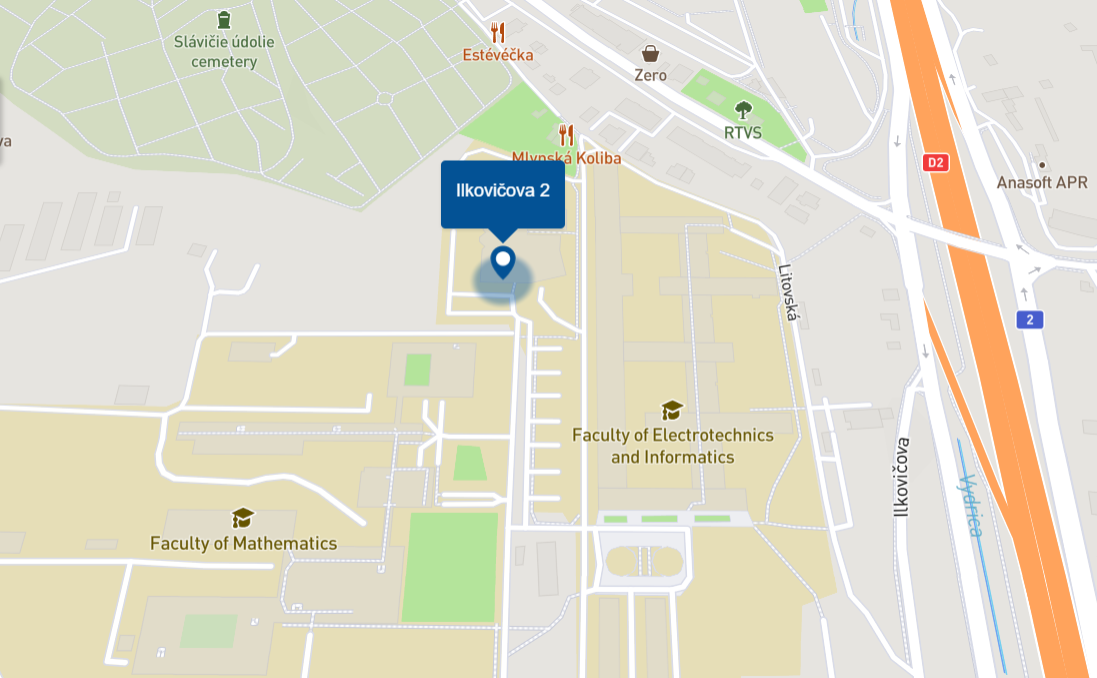 Slávičie údolie
cemetery
Estévéčka
Zero
RTVS
Mlynská Koliba
D2
Anasoft APR
va
Ilkovičova 2
Litovská
2
Faculty of Electrotechnics
and Informatics
Ilkovičova
Vydrica
Faculty of Mathematics